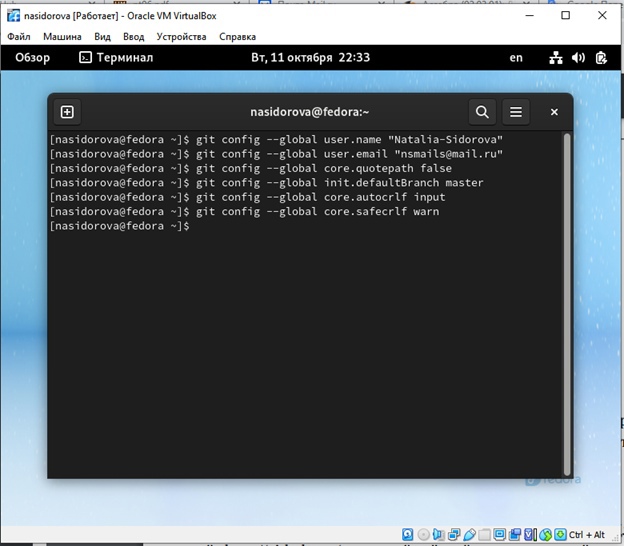 nasidorova [Работает] - Oracle VM VirtualBox
Файл Машина Вид Ввод Устройства Справка
Обзор Терминал Вт, 11 октября 22:33 en
nasidorova@fedora:~
[nasidorova@fedora ~]$ git config --global user.name "Natalia-Sidorova"
[nasidorova@fedora ~]$ git config --global user.email "nsmails@mail.ru"
[nasidorova@fedora ~]$ git config --global core.quotepath false
[nasidorova@fedora ~]$ git config --global init.defaultBranch master
[nasidorova@fedora ~]$ git config --global core.autocrlf input
[nasidorova@fedora ~]$ git config --global core.safecrlf warn
[nasidorova@fedora ~]$
fedora
Ctrl + Alt